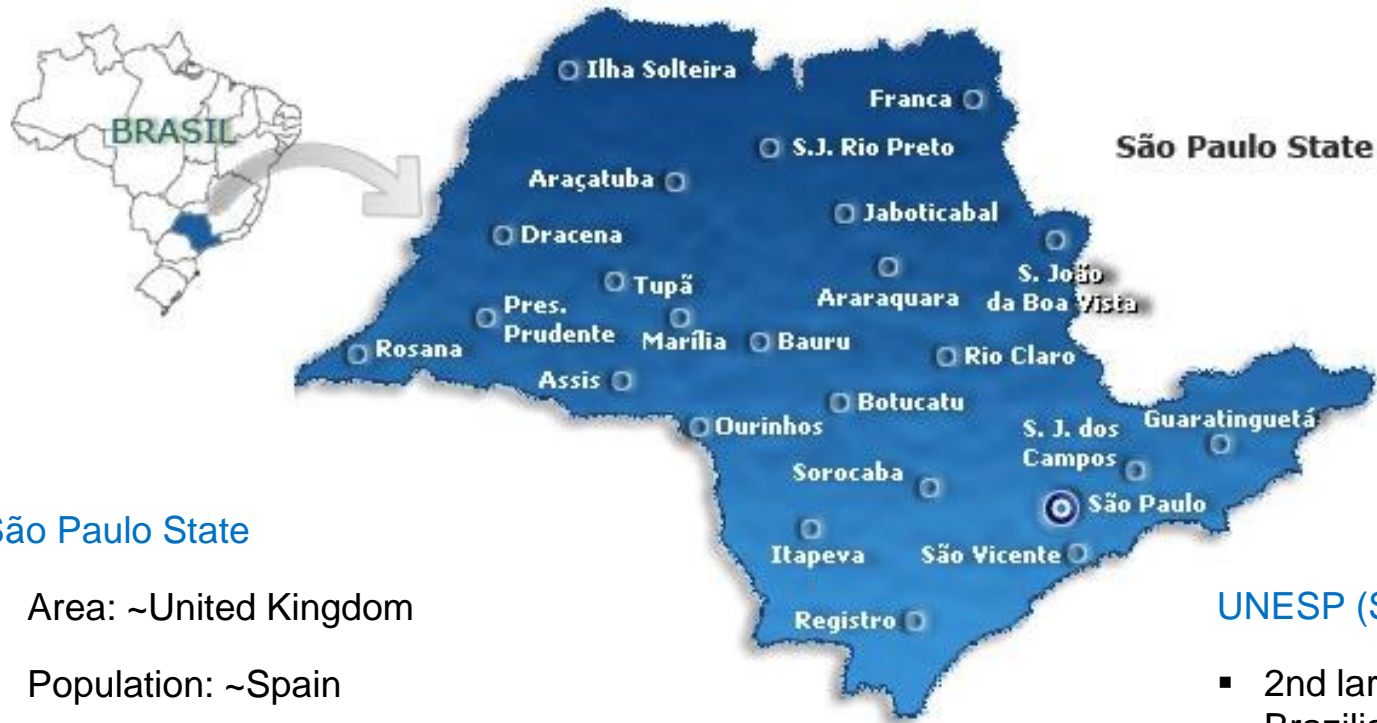 BRASIL
São Paulo State
Ilha Solteira
Franca
S.J. Rio Preto
Araçatuba
Jaboticabal
Dracena
S. João
da Boa Vista
Tupã
Araraquara
Pres.
Prudente
Marília
Bauru
Rosana
Rio Claro
Assis
Botucatu
Ourinhos
S. J. dos
Campos
Guaratinguetá
Sorocaba
São Paulo
Itapeva
São Vicente
Registro
São Paulo State
Area: ~United Kingdom
Population: ~Spain
UNESP (
▪ 2nd